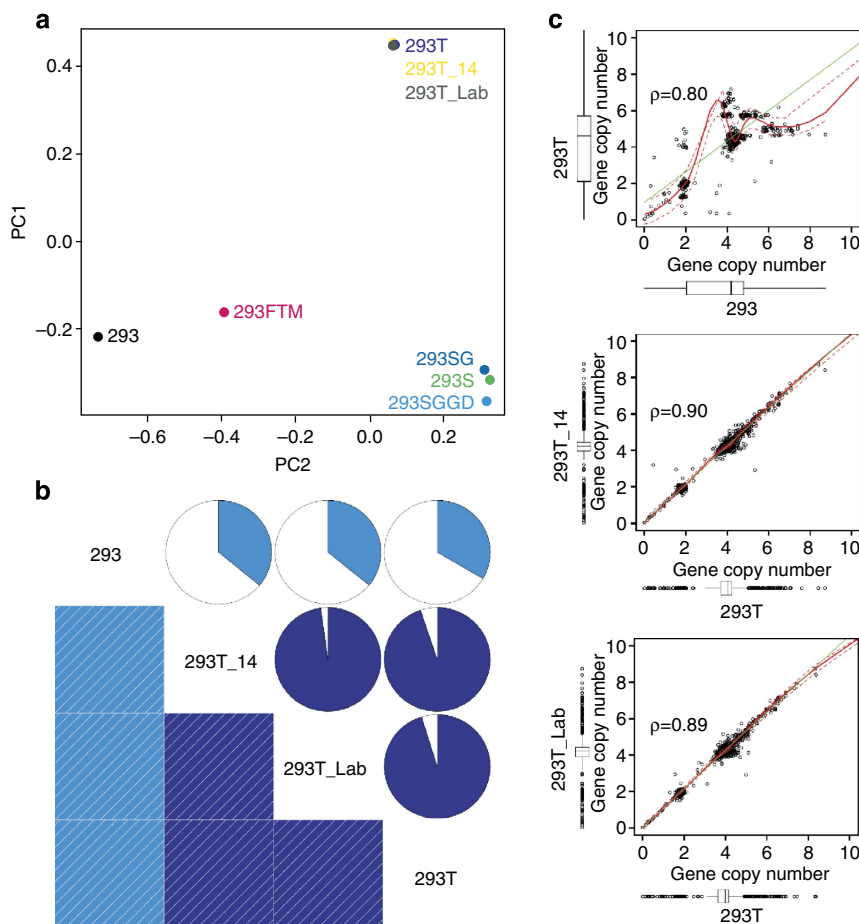 a
0.4
0.0
–0.2
PC1
293T
293T_14
293T_Lab
293FTM
293
293SG
293S
293SGGD
–0.6
–0.4
–0.2
0.0
0.2
PC2
b
293
293T_14
293T_Lab
293T
c
ρ=0.80
293T
Gene copy number
10
8
6
4
2
0
0 2 4 6 8 10
Gene copy number
293
ρ=0.90
293T_14
Gene copy number
10
8
6
4
2
0
0 2 4 6 8 10
Gene copy number
293T
ρ=0.89
293T_Lab
Gene copy number
10
8
6
4
2
0
0 2 4 6 8 10
Gene copy number
293T